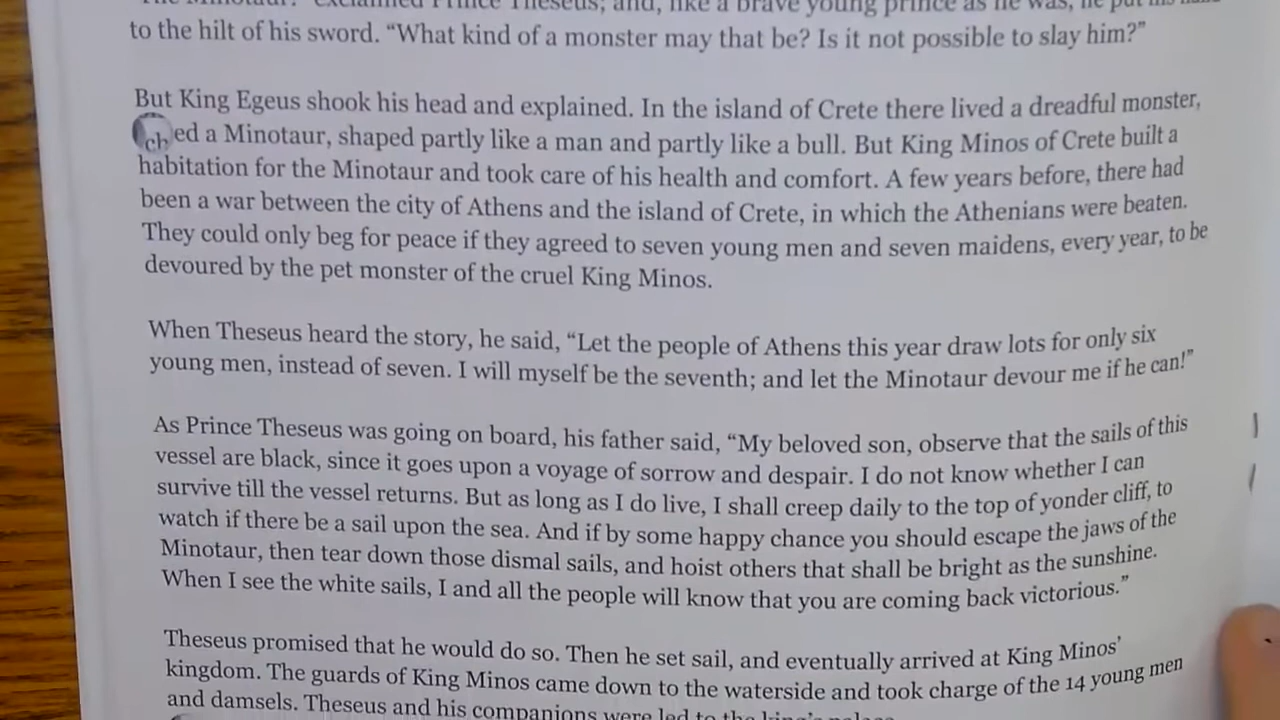 The Minotaur!" exclaimed Prince Theseus; and, like a brave young prince as he was, he put his hand
to the hilt of his sword. “What kind of a monster may that be? Is it not possible to slay him?”
But King Egeus shook his head and explained. In the island of Crete there lived a dreadful monster,
ed a Minotaur, shaped partly like a man and partly like a bull. But King Minos of Crete built a
habitation for the Minotaur and took care of his health and comfort. A few years before, there had
been a war between the city of Athens and the island of Crete, in which the Athenians were beaten.
They could only beg for peace if they agreed to seven young men and seven maidens, every year, to be
devoured by the pet monster of the cruel King Minos.
When Theseus heard the story, he said, “Let the people of Athens this year draw lots for only six
young men, instead of seven. I will myself be the seventh; and let the Minotaur devour me if he can!”
As Prince Theseus was going on board, his father said, “My beloved son, observe that the sails of this
vessel are black, since it goes upon a voyage of sorrow and despair. I do not know whether I can
survive till the vessel returns. But as long as I do live, I shall creep daily to the top of yonder cliff, to
watch if there be a sail upon the sea. And if by some happy chance you should escape the jaws of the
Minotaur, then tear down those dismal sails, and hoist others that shall be bright as the sunshine.
When I see the white sails, I and all the people will know that you are coming back victorious.”
Theseus promised that he would do so. Then he set sail, and eventually arrived at King Minos’
kingdom. The guards of King Minos came down to the waterside and took charge of the 14 young men
and damsels. Theseus and his companions were led to the king’s palace